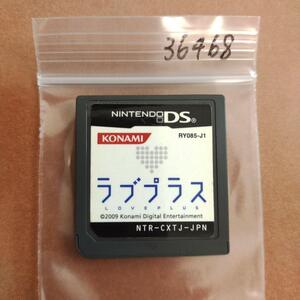 36468
NINTENDO DS
KONAMI
RY085-J1
ラブプラス
LOVEPLUS
©2009 Konami Digital Entertainment
NTR-CXTJ-JPN